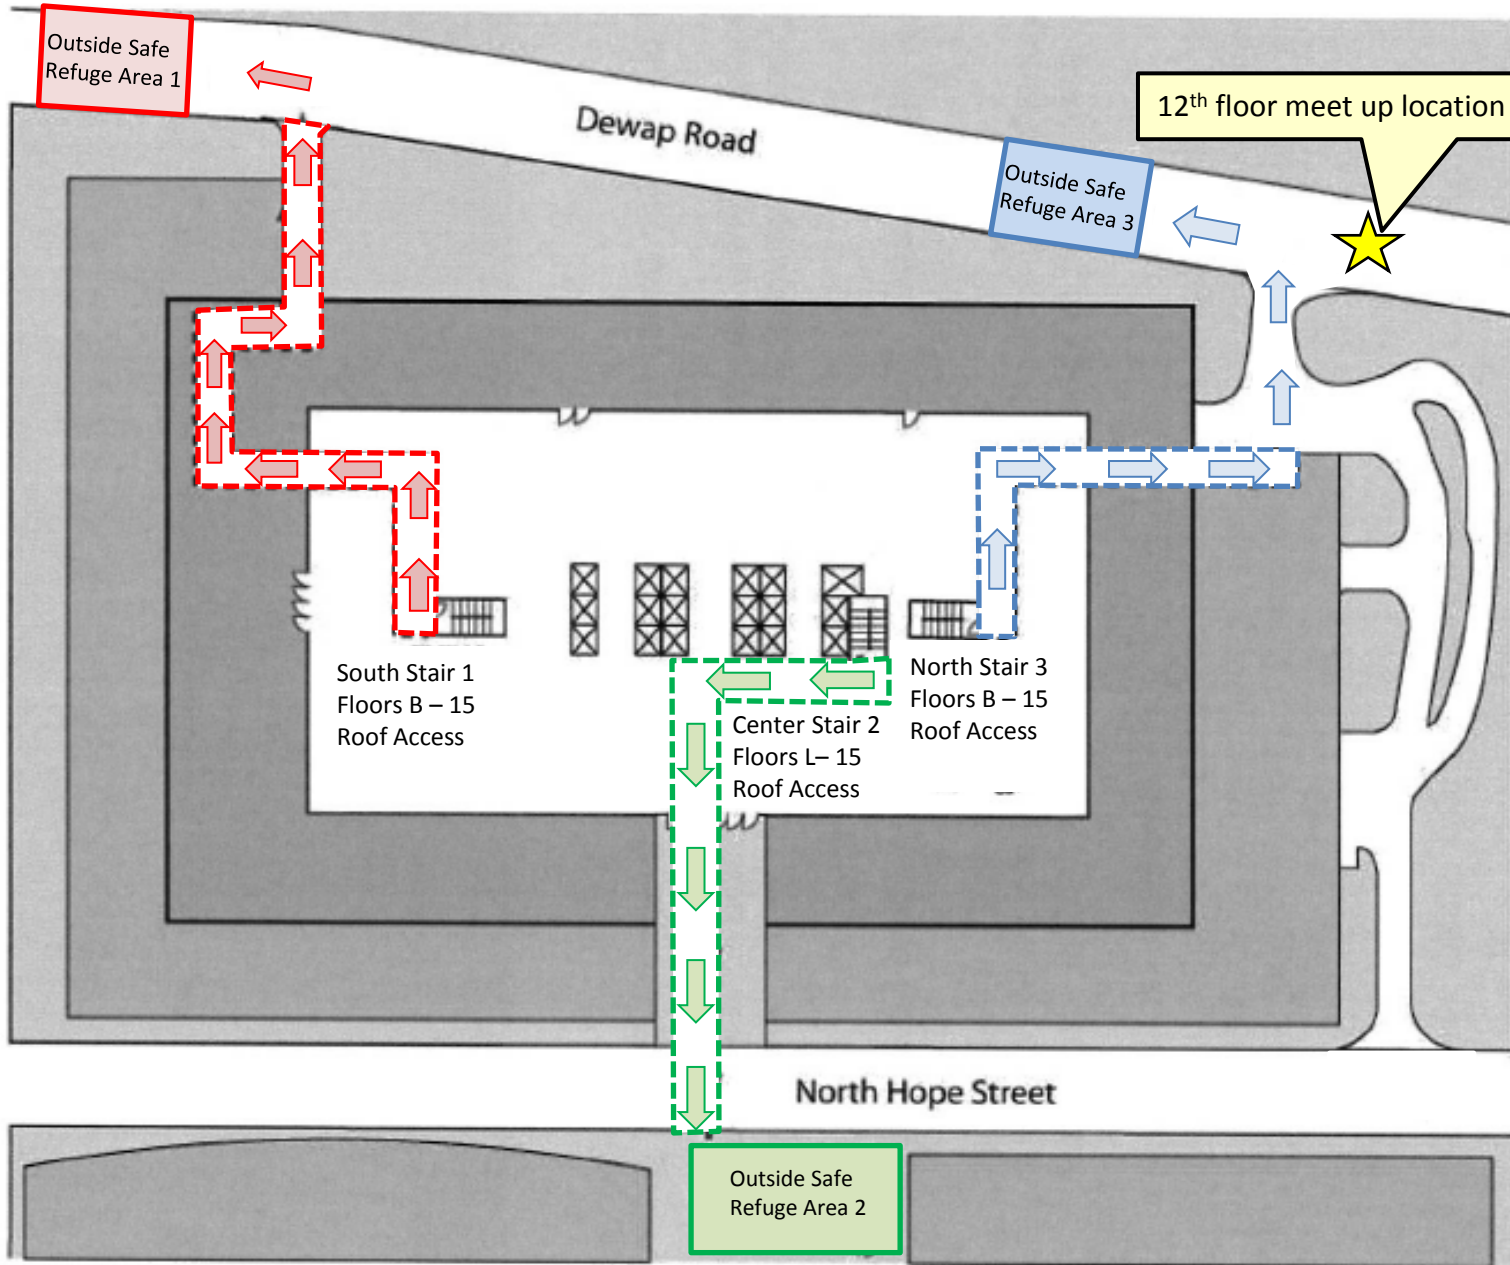 Outside Safe
Refuge Area 1
Dewap Road
12th floor meet up location
Outside Safe
Refuge Area 3
South Stair 1
Floors B – 15
Roof Access
Center Stair 2
Floors L– 15
Roof Access
North Stair 3
Floors B – 15
Roof Access
North Hope Street
Outside Safe
Refuge Area 2